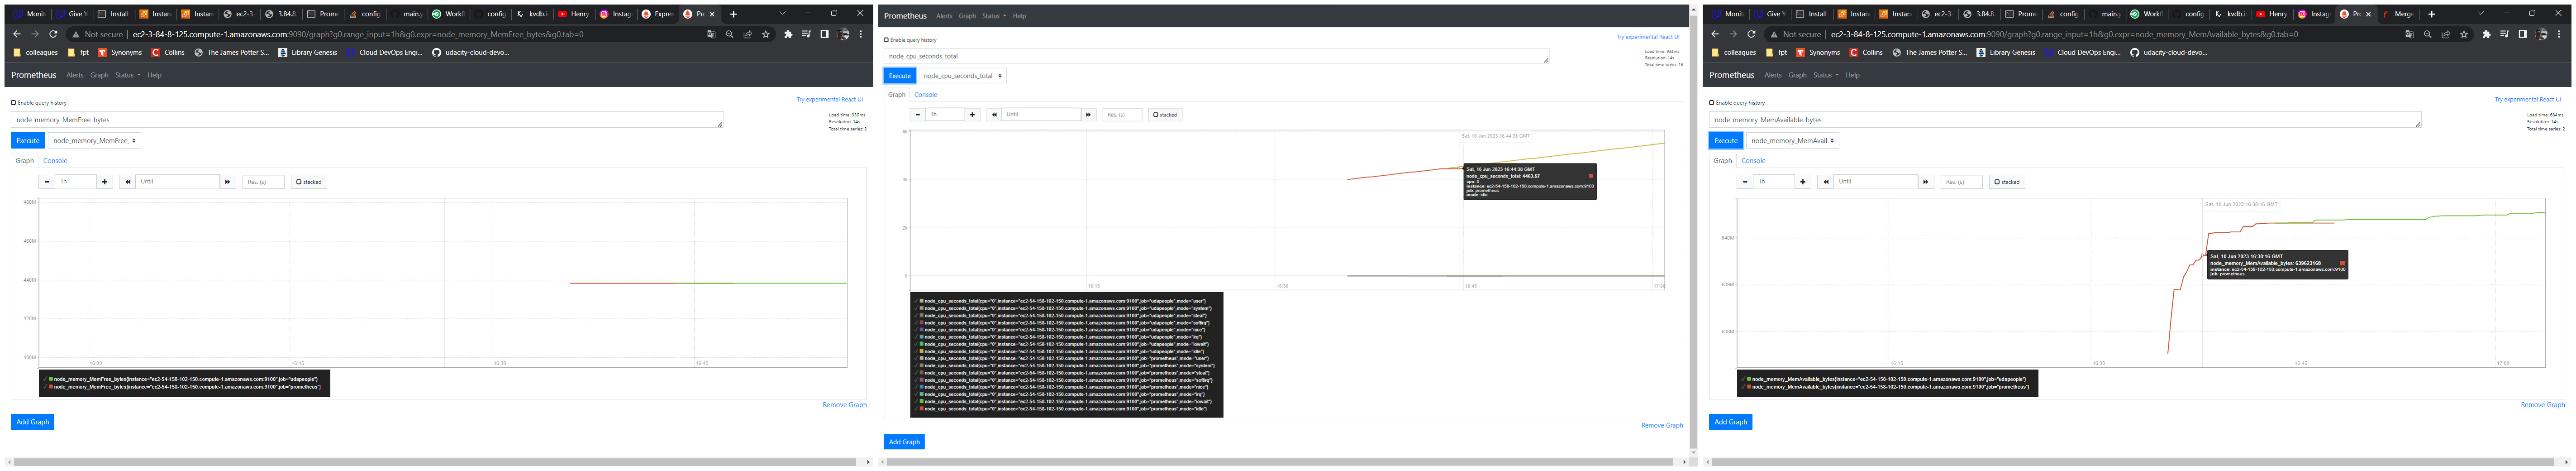 Monit
Give Y
Install
Instan
Instan
ec2-3
3.84.8
Prome
config
main.y
Workfl
config
kvdb.i
Henry
Instag
Expres
Pro
Not secure | ec2-3-84-8-125.compute-1.amazonaws.com:9090/graph?g0.range_input=1h&g0.expr=node_memory_MemFree_bytes&g0.tab=0
colleagues fpt Synonyms Collins The James Potter S... Library Genesis Cloud DevOps Engi... udacity-cloud-devo...
Prometheus Alerts Graph Status Help
Enable query history
Try experimental React UI
node_memory_MemFree_bytes
Load time: 330ms
Resolution: 14s
Total time series: 2
Execute node_memory_MemFree_
Graph Console
- 1h + Until Res. (s) stacked
480M
460M
440M
420M
400M
16:00 16:15 16:30 16:45
node_memory_MemFree_bytes{instance="ec2-54-158-102-150.compute-1.amazonaws.com:9100",job="udapeople"}
node_memory_MemFree_bytes{instance="ec2-54-158-102-150.compute-1.amazonaws.com:9100",job="prometheus"}
Remove Graph
Add Graph
Prometheus Alerts Graph Status Help
Enable query history
Try experimental React UI
node_cpu_seconds_total
Load time: 934ms
Resolution: 14s
Total time series: 16
Execute node_cpu_seconds_total
Graph Console
- 1h + Until Res. (s) stacked
6k
4k
2k
0
Sat, 10 Jun 2023 16:44:38 GMT
Sat, 10 Jun 2023 16:44:38 GMT
node_cpu_seconds_total: 4463.57
cpu: 0
instance: ec2-54-158-102-150.compute-1.amazonaws.com:9100
job: prometheus
mode: idle
16:15 16:30 16:45 17:00
node_cpu_seconds_total{cpu="0",instance="ec2-54-158-102-150.compute-1.amazonaws.com:9100",job="udapeople",mode="user"}
node_cpu_seconds_total{cpu="0",instance="ec2-54-158-102-150.compute-1.amazonaws.com:9100",job="udapeople",mode="system"}
node_cpu_seconds_total{cpu="0",instance="ec2-54-158-102-150.compute-1.amazonaws.com:9100",job="udapeople",mode="steal"}
node_cpu_seconds_total{cpu="0",instance="ec2-54-158-102-150.compute-1.amazonaws.com:9100",job="udapeople",mode="softirq"}
node_cpu_seconds_total{cpu="0",instance="ec2-54-158-102-150.compute-1.amazonaws.com:9100",job="udapeople",mode="nice"}
node_cpu_seconds_total{cpu="0",instance="ec2-54-158-102-150.compute-1.amazonaws.com:9100",job="udapeople",mode="irq"}
node_cpu_seconds_total{cpu="0",instance="ec2-54-158-102-150.compute-1.amazonaws.com:9100",job="udapeople",mode="iowait"}
node_cpu_seconds_total{cpu="0",instance="ec2-54-158-102-150.compute-1.amazonaws.com:9100",job="udapeople",mode="idle"}
node_cpu_seconds_total{cpu="0",instance="ec2-54-158-102-150.compute-1.amazonaws.com:9100",job="prometheus",mode="user"}
node_cpu_seconds_total{cpu="0",instance="ec2-54-158-102-150.compute-1.amazonaws.com:9100",job="prometheus",mode="system"}
node_cpu_seconds_total{cpu="0",instance="ec2-54-158-102-150.compute-1.amazonaws.com:9100",job="prometheus",mode="steal"}
node_cpu_seconds_total{cpu="0",instance="ec2-54-158-102-150.compute-1.amazonaws.com:9100",job="prometheus",mode="softirq"}
node_cpu_seconds_total{cpu="0",instance="ec2-54-158-102-150.compute-1.amazonaws.com:9100",job="prometheus",mode="nice"}
node_cpu_seconds_total{cpu="0",instance="ec2-54-158-102-150.compute-1.amazonaws.com:9100",job="prometheus",mode="irq"}
node_cpu_seconds_total{cpu="0",instance="ec2-54-158-102-150.compute-1.amazonaws.com:9100",job="prometheus",mode="iowait"}
node_cpu_seconds_total{cpu="0",instance="ec2-54-158-102-150.compute-1.amazonaws.com:9100",job="prometheus",mode="idle"}
Remove Graph
Add Graph
Monit
Give Y
Install
Instan
Instan
ec2-3
3.84.8
Prome
config
main.y
Workfl
config
kvdb.i
Henry
Instag
Pro
Merge
Not secure | ec2-3-84-8-125.compute-1.amazonaws.com:9090/graph?g0.range_input=1h&g0.expr=node_memory_MemAvailable_bytes&g0.tab=0
colleagues fpt Synonyms Collins The James Potter S... Library Genesis Cloud DevOps Engi... udacity-cloud-devo...
Prometheus Alerts Graph Status Help
Enable query history
Try experimental React UI
node_memory_MemAvailable_bytes
Load time: 664ms
Resolution: 14s
Total time series: 2
Execute node_memory_MemAvail
Graph Console
- 1h + Until Res. (s) stacked
Sat, 10 Jun 2023 16:38:16 GMT
640M
Sat, 10 Jun 2023 16:38:16 GMT
node_memory_MemAvailable_bytes: 639623168
instance: ec2-54-158-102-150.compute-1.amazonaws.com:9100
job: prometheus
16:15 16:30 16:45 17:00
node_memory_MemAvailable_bytes{instance="ec2-54-158-102-150.compute-1.amazonaws.com:9100",job="udapeople"}
node_memory_MemAvailable_bytes{instance="ec2-54-158-102-150.compute-1.amazonaws.com:9100",job="prometheus"}
Remove Graph
Add Graph